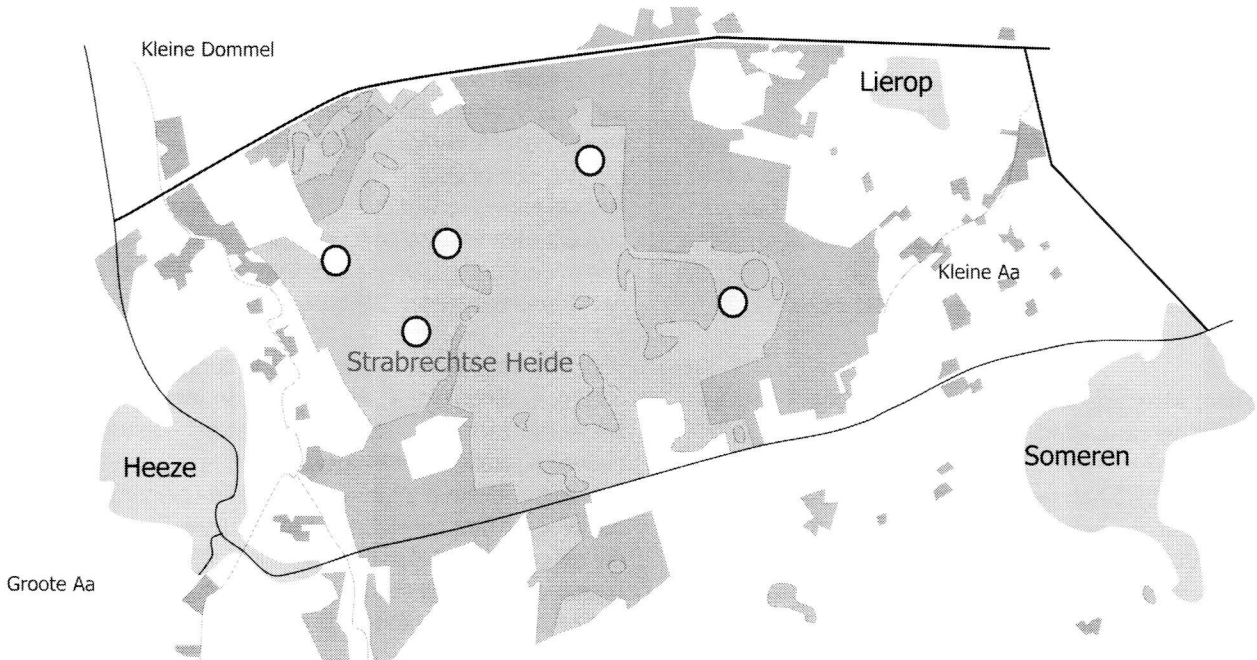 Kleine Dommel
Lierop
Kleine Aa
Strabrechtse Heide
Heeze
Someren
Groote Aa